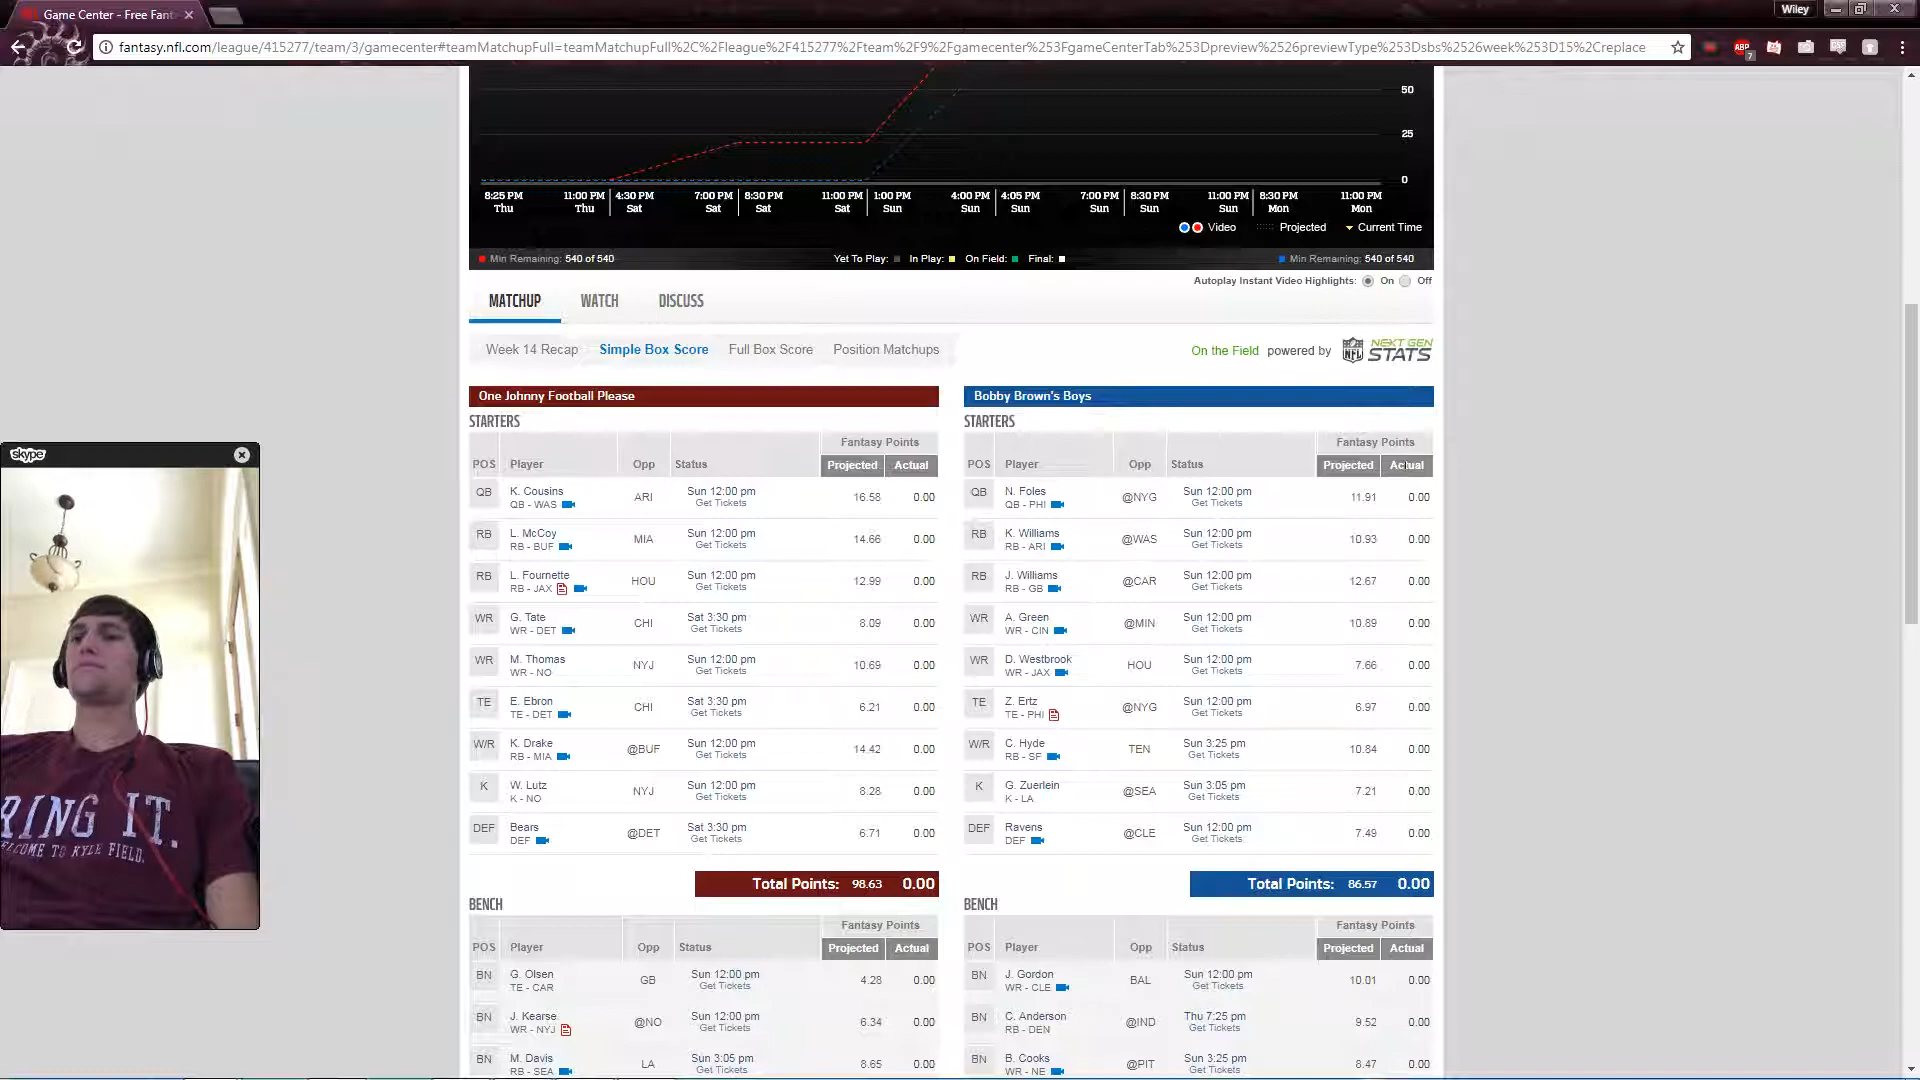 Game Center - Free Fant
Wiley
fantasy.nfl.com/league/415277/team/3/gamecenter#teamMatchupFull=teamMatchupFull%2C%2Fleague%2F415277%2Fteam%2F9%2Fgamecenter%253FgameCenterTab%253Dpreview%2526previewType%253Dsbs%2526week%253D15%2Creplace
ABP 7
50
25
0
8:25 PM Thu 11:00 PM Thu 4:30 PM Sat 7:00 PM Sat 8:30 PM Sat 11:00 PM Sat 1:00 PM Sun 4:00 PM Sun 4:05 PM Sun 7:00 PM Sun 8:30 PM Sun 11:00 PM Sun 8:30 PM Mon 11:00 PM Mon
Video Projected Current Time
Min Remaining: 540 of 540 Yet To Play: In Play: On Field: Final: Min Remaining: 540 of 540
Autoplay Instant Video Highlights: On Off
MATCHUP WATCH DISCUSS
Week 14 Recap Simple Box Score Full Box Score Position Matchups On the Field powered by NFL NEXT GEN STATS
One Johnny Football Please
STARTERS
Fantasy Points
POS Player Opp Status Projected Actual
QB K. Cousins QB - WAS ARI Sun 12:00 pm Get Tickets 16.58 0.00
RB L. McCoy RB - BUF MIA Sun 12:00 pm Get Tickets 14.66 0.00
RB L. Fournette RB - JAX HOU Sun 12:00 pm Get Tickets 12.99 0.00
WR G. Tate WR - DET CHI Sat 3:30 pm Get Tickets 8.09 0.00
WR M. Thomas WR - NO NYJ Sun 12:00 pm Get Tickets 10.69 0.00
TE E. Ebron TE - DET CHI Sat 3:30 pm Get Tickets 6.21 0.00
W/R K. Drake RB - MIA @BUF Sun 12:00 pm Get Tickets 14.42 0.00
K W. Lutz K - NO NYJ Sun 12:00 pm Get Tickets 8.28 0.00
DEF Bears DEF @DET Sat 3:30 pm Get Tickets 6.71 0.00
Total Points: 98.63 0.00
BENCH
Fantasy Points
POS Player Opp Status Projected Actual
BN G. Olsen TE - CAR GB Sun 12:00 pm Get Tickets 4.28 0.00
BN J. Kearse WR - NYJ @NO Sun 12:00 pm Get Tickets 6.34 0.00
BN M. Davis RB - SEA LA Sun 3:05 pm Get Tickets 8.65 0.00
Bobby Brown's Boys
STARTERS
Fantasy Points
POS Player Opp Status Projected Actual
QB N. Foles QB - PHI @NYG Sun 12:00 pm Get Tickets 11.91 0.00
RB K. Williams RB - ARI @WAS Sun 12:00 pm Get Tickets 10.93 0.00
RB J. Williams RB - GB @CAR Sun 12:00 pm Get Tickets 12.67 0.00
WR A. Green WR - CIN @MIN Sun 12:00 pm Get Tickets 10.89 0.00
WR D. Westbrook WR - JAX HOU Sun 12:00 pm Get Tickets 7.66 0.00
TE Z. Ertz TE - PHI @NYG Sun 12:00 pm Get Tickets 6.97 0.00
W/R C. Hyde RB - SF TEN Sun 3:25 pm Get Tickets 10.84 0.00
K G. Zuerlein K - LA @SEA Sun 3:05 pm Get Tickets 7.21 0.00
DEF Ravens DEF @CLE Sun 12:00 pm Get Tickets 7.49 0.00
Total Points: 86.57 0.00
BENCH
Fantasy Points
POS Player Opp Status Projected Actual
BN J. Gordon WR - CLE BAL Sun 12:00 pm Get Tickets 10.01 0.00
BN C. Anderson RB - DEN @IND Thu 7:25 pm Get Tickets 9.52 0.00
BN B. Cooks WR - NE @PIT Sun 3:25 pm Get Tickets 8.47 0.00
skype
RING IT.
ELCOME TO KYLE FIELD.